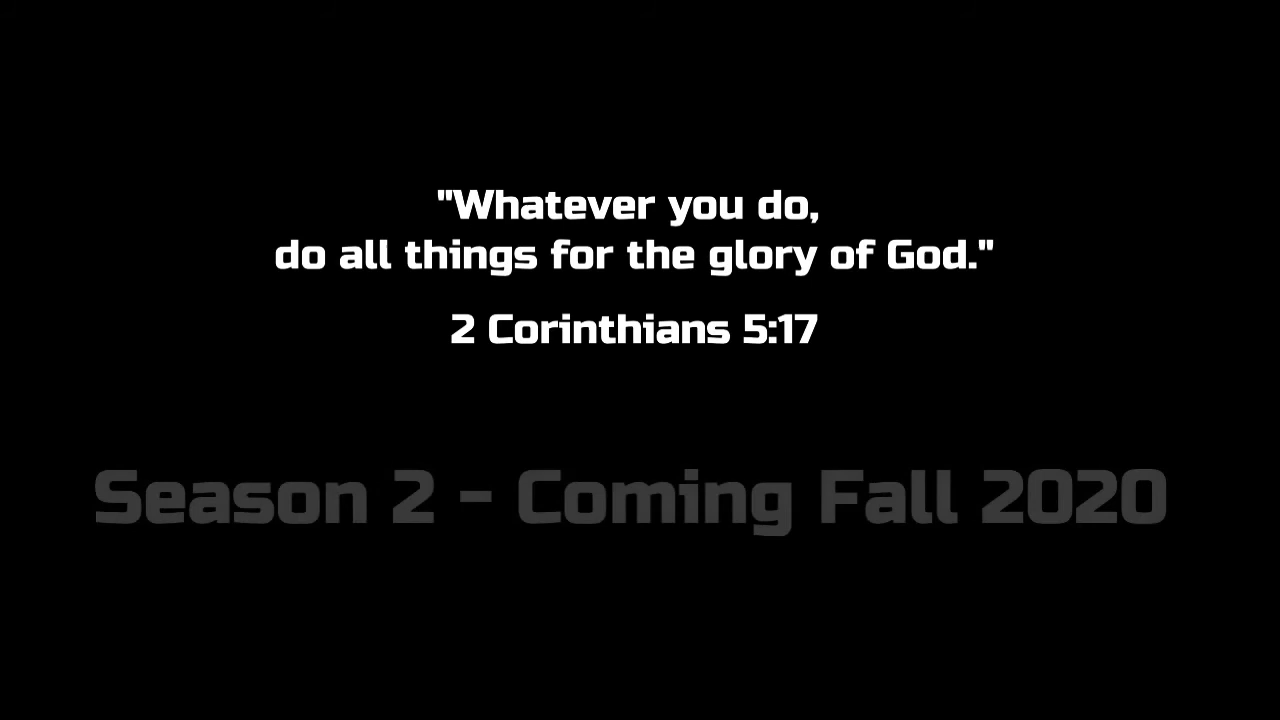 "Whatever you do,
do all things for the glory of God."
2 Corinthians 5:17
Season 2 - Coming Fall 2020